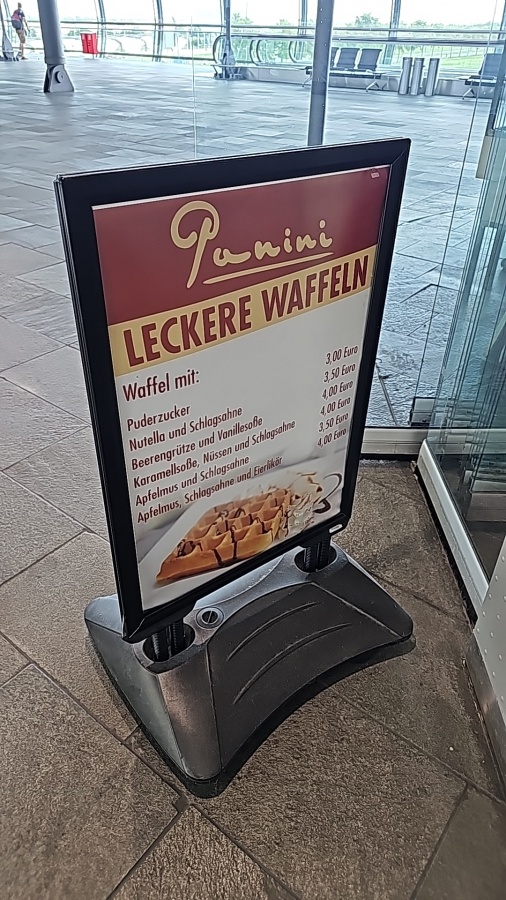 Panini
LECKERE WAFFELN
Waffel mit:
Puderzucker 3,00 Euro
Nutella und Schlagsahne 3,50 Euro
Beerengrütze und Vanillesoße 4,00 Euro
Karamellsoße, Nüssen und Schlagsahne 4,00 Euro
Apfelmus und Schlagsahne 3,50 Euro
Apfelmus, Schlagsahne und Eierlikör 4,00 Euro